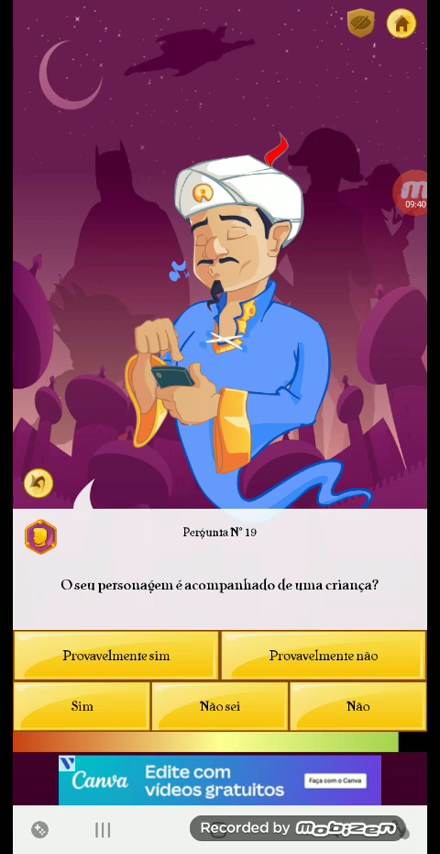 09:40
Pergunta N° 19
O seu personagem é acompanhado de uma criança?
Provavelmente sim
Provavelmente não
Sim
Não sei
Não
Canva
Edite com
vídeos gratuitos
Faça com o Canva
Recorded by mobizen